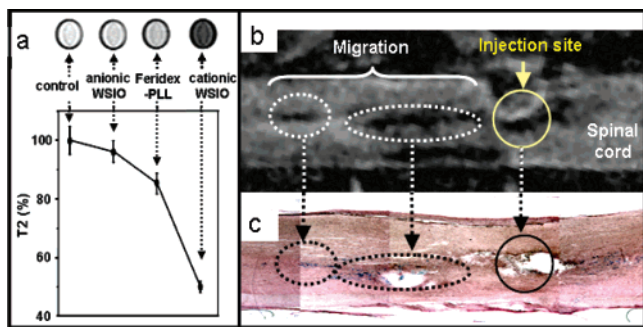 a
control
anionic
WSIO
Feridex
-PLL
cationic
WSIO
T2 (%)
100
80
60
40
b
Migration
Injection site
Spinal
cord
c